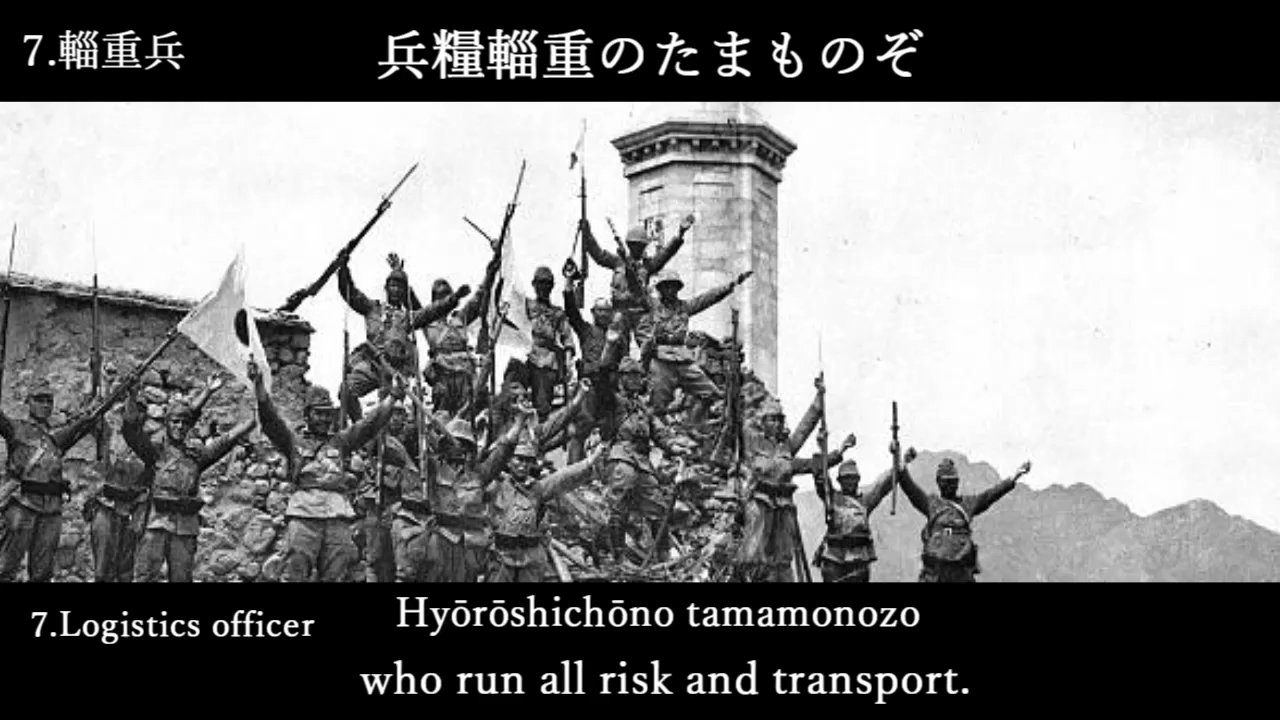 7.輜重兵
兵糧輜重のたまものぞ
7.Logistics officer
Hyōrōshichōno tamamonozo
who run all risk and transport.